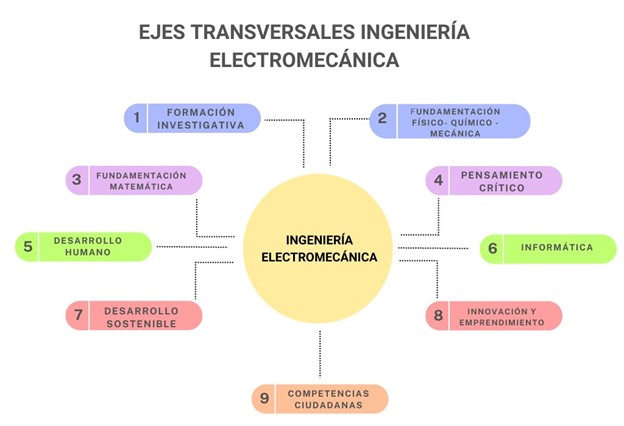 EJES TRANSVERSALES INGENIERÍA
ELECTROMECÁNICA
1
FORMACIÓN
INVESTIGATIVA
2
FUNDAMENTACIÓN
FÍSICO- QUÍMICO -
MECÁNICA
3
FUNDAMENTACIÓN
MATEMÁTICA
4
PENSAMIENTO
CRÍTICO
INGENIERÍA
ELECTROMECÁNICA
5
DESARROLLO
HUMANO
6
INFORMÁTICA
7
DESARROLLO
SOSTENIBLE
8
INNOVACIÓN Y
EMPRENDIMIENTO
9
COMPETENCIAS
CIUDADANAS